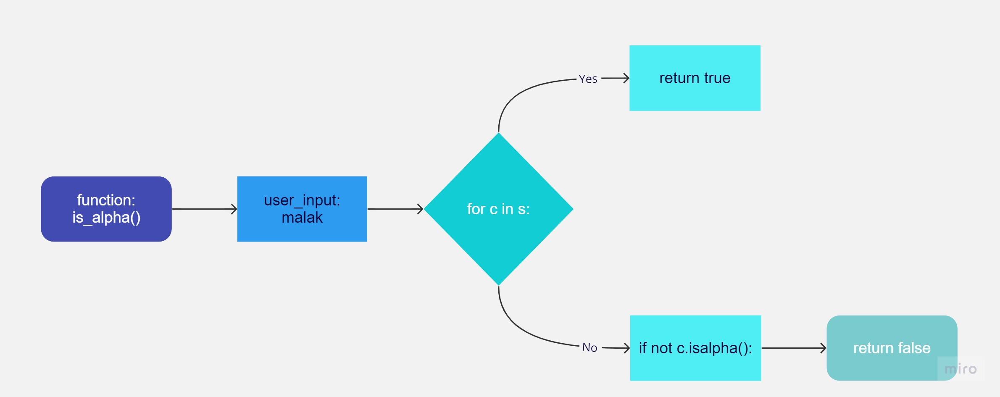 function:
is_alpha()
user_input:
malak
for c in s:
Yes
return true
No
if not c.isalpha():
return false
miro